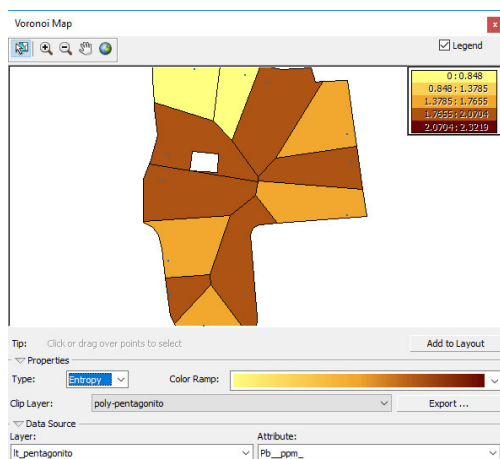 Voronoi Map
x
Legend
0 : 0.848
0.848 : 1.3785
1.3785 : 1.7655
1.7655 : 2.0704
2.0704 : 2.3219
Tip: Click or drag over points to select
Add to Layout
Properties
Type: Entropy Color Ramp:
Clip Layer: poly-pentagonito Export ...
Data Source
Layer: Attribute:
lt_pentagonito Pb__ppm_